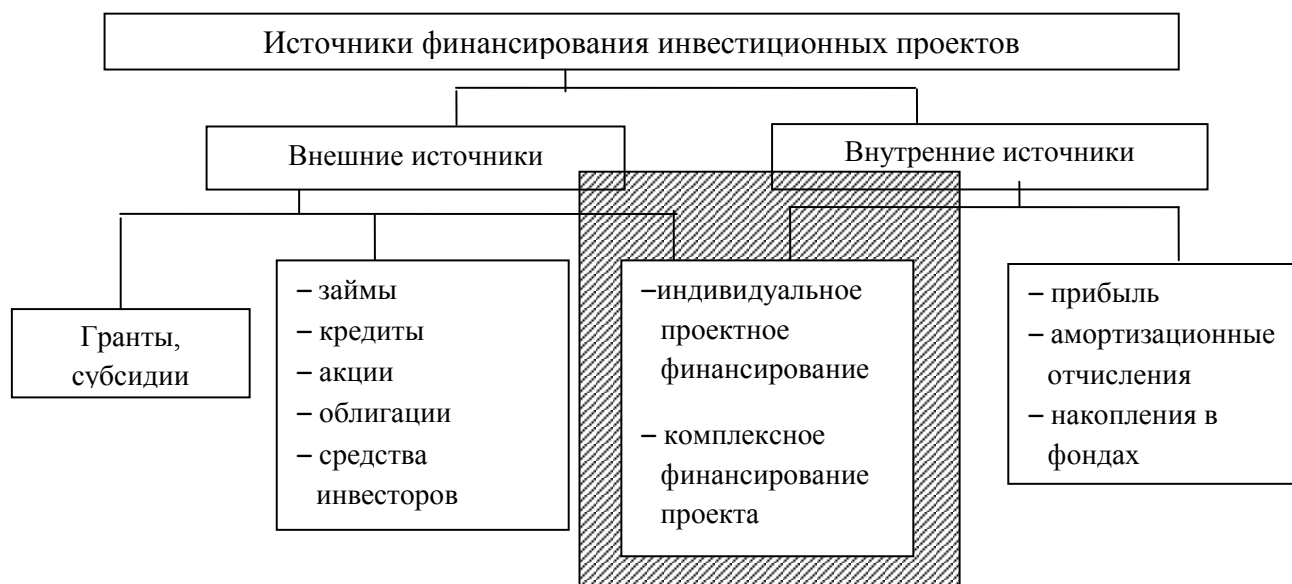 Источники финансирования инвестиционных проектов
Внешние источники
Внутренние источники
Гранты,
субсидии
– займы
– кредиты
– акции
– облигации
– средства
инвесторов
–индивидуальное
проектное
финансирование
– комплексное
финансирование
проекта
– прибыль
– амортизационные
отчисления
– накопления в
фондах